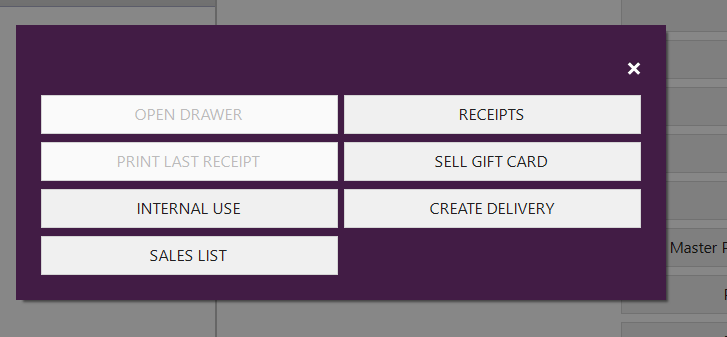 OPEN DRAWER
RECEIPTS
PRINT LAST RECEIPT
SELL GIFT CARD
INTERNAL USE
CREATE DELIVERY
SALES LIST
Master